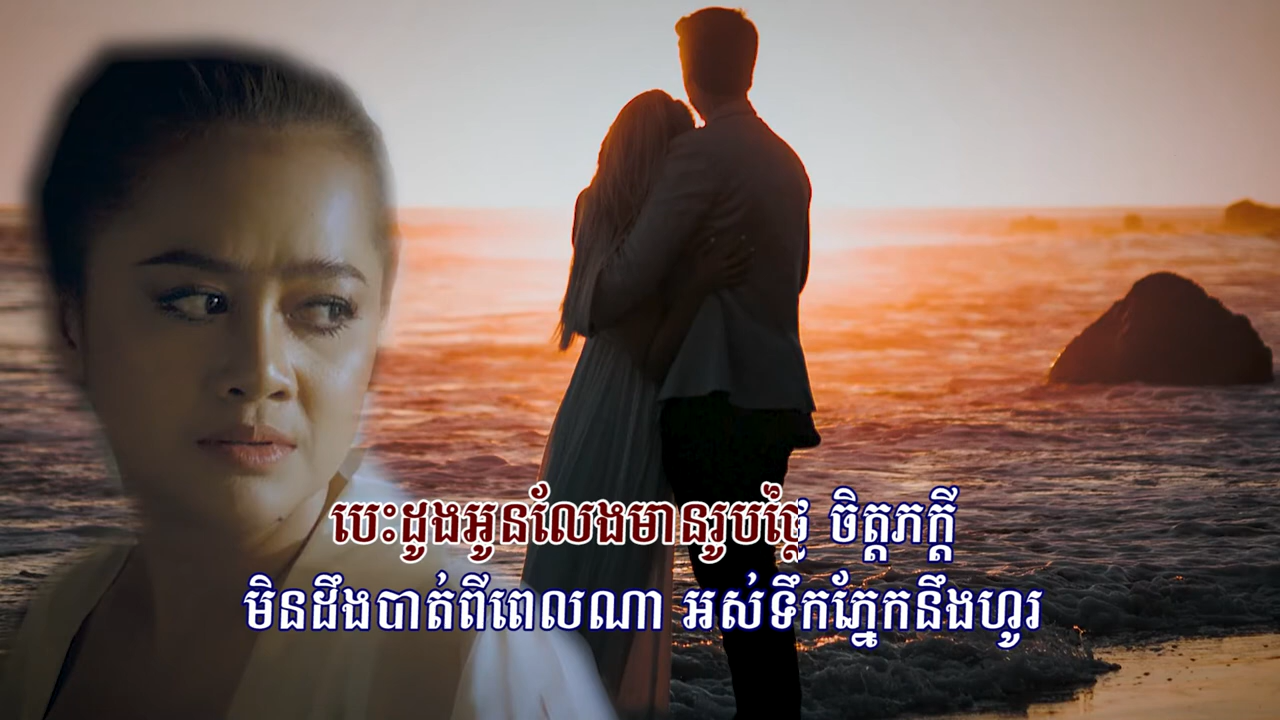 បេះដូងអូនលែងមានរូបថ្លៃ ចិត្តភក្ដី
មិនដឹងបាត់ពីពេលណា អស់ទឹកភ្នែកនឹងហូរ